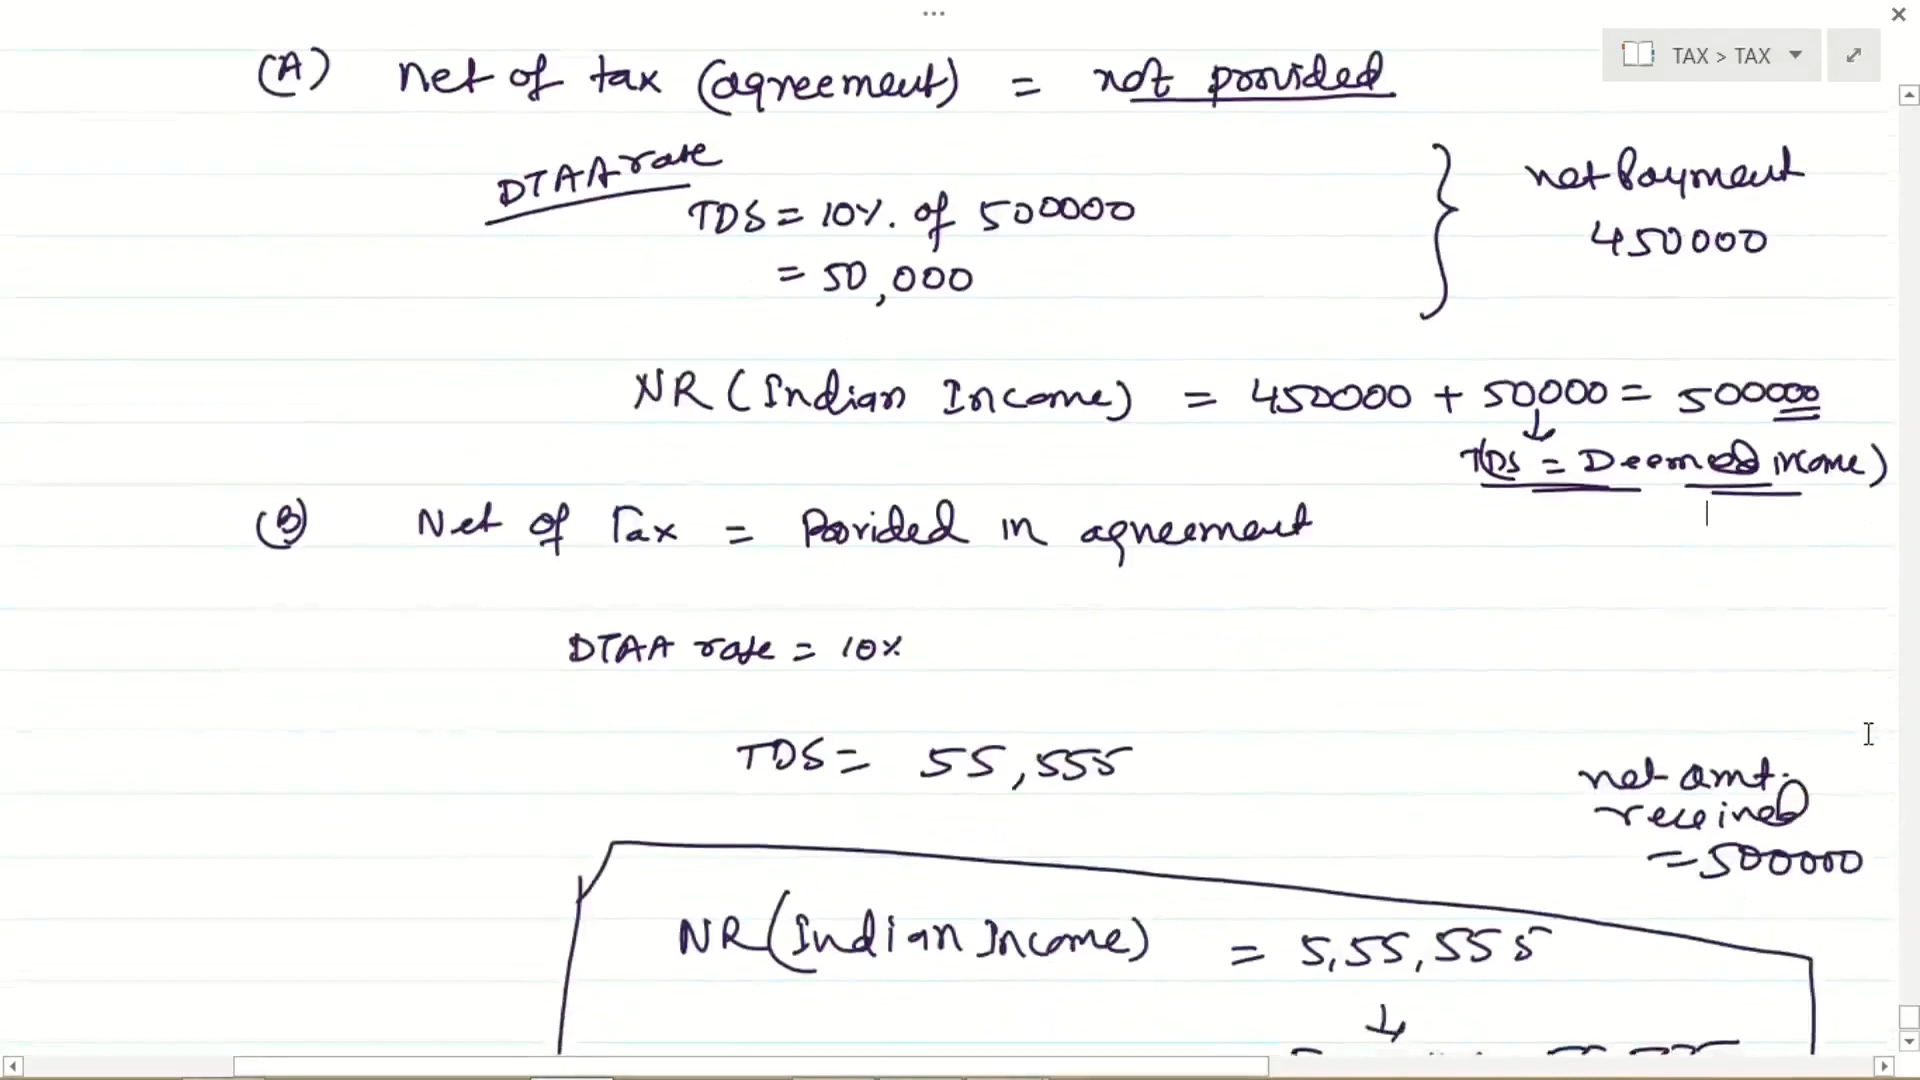 ...
TAX > TAX
(A) Net of tax (agreement) = not provided
DTAA rate
TDS = 10%. of 500000
= 50,000
net Payment
450000
NR (Indian Income) = 450000 + 50000 = 500000
↓
TDS = Deemed income)
(B) Net of Tax = Provided in agreement
DTAA rate = 10%
TDS = 55,555
net amt.
received
= 500000
NR (Indian Income) = 5,55,555
↓